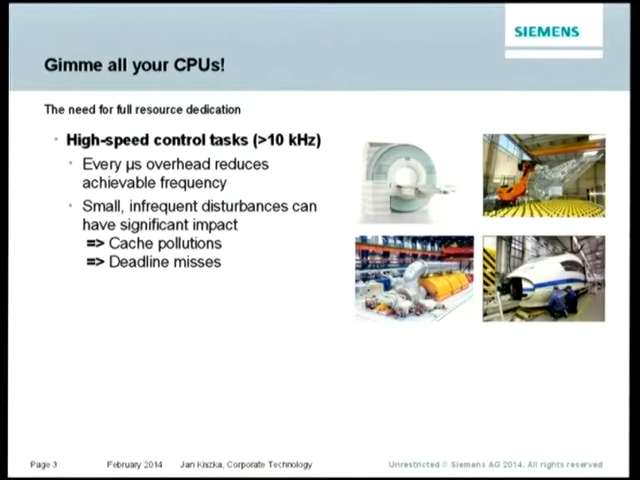 SIEMENS
Gimme all your CPUs!
The need for full resource dedication
High-speed control tasks (>10 kHz)
Every µs overhead reduces
achievable frequency
Small, infrequent disturbances can
have significant impact
=> Cache pollutions
=> Deadline misses
Page 3 February 2014 Jan Kiszka, Corporate Technology Unrestricted © Siemens AG 2014. All rights reserved